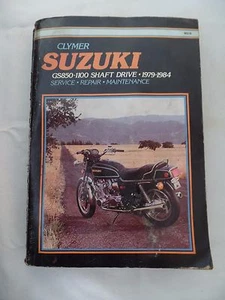 CLYMER
SUZUKI
GS850-1100 SHAFT DRIVE • 1979-1984
SERVICE • REPAIR • MAINTENANCE